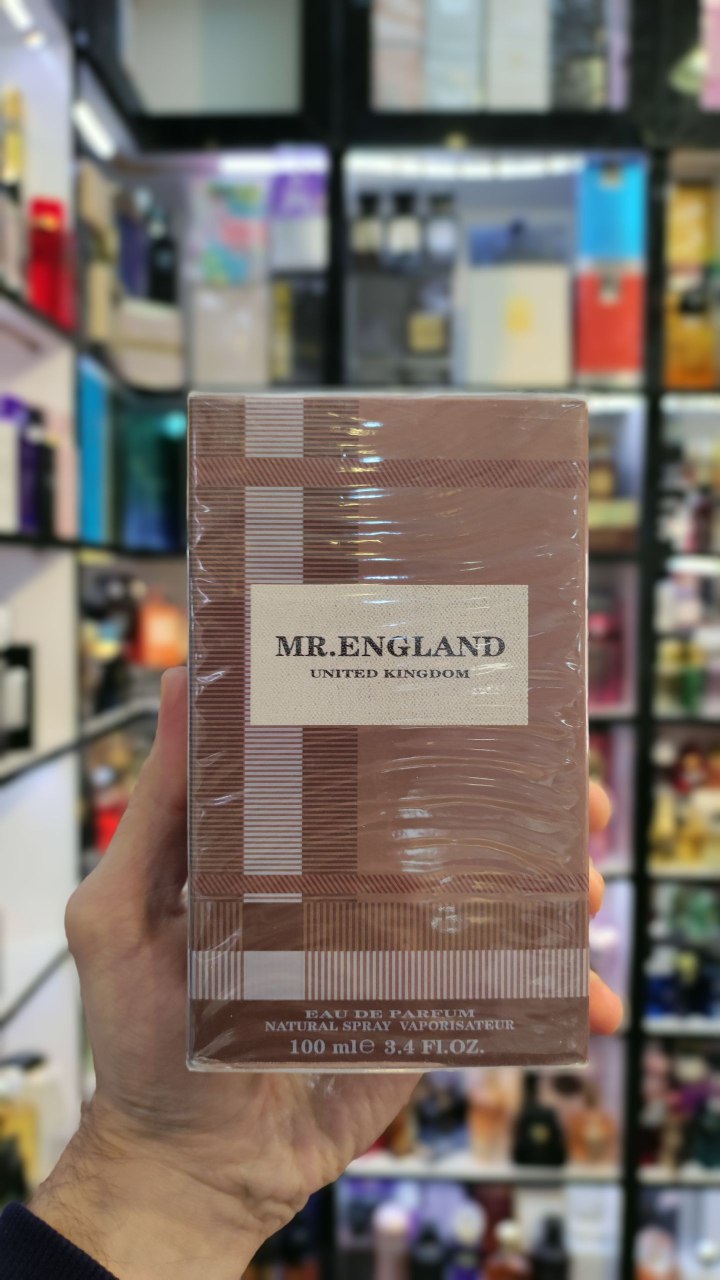 MR.ENGLAND
UNITED KINGDOM
EAU DE PARFUM
NATURAL SPRAY VAPORISATEUR
100 ml℮ 3.4 Fl.OZ.